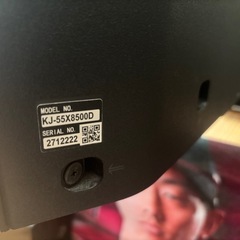 MODEL NO.
KJ-55X8500D
SERIAL NO.
2712222